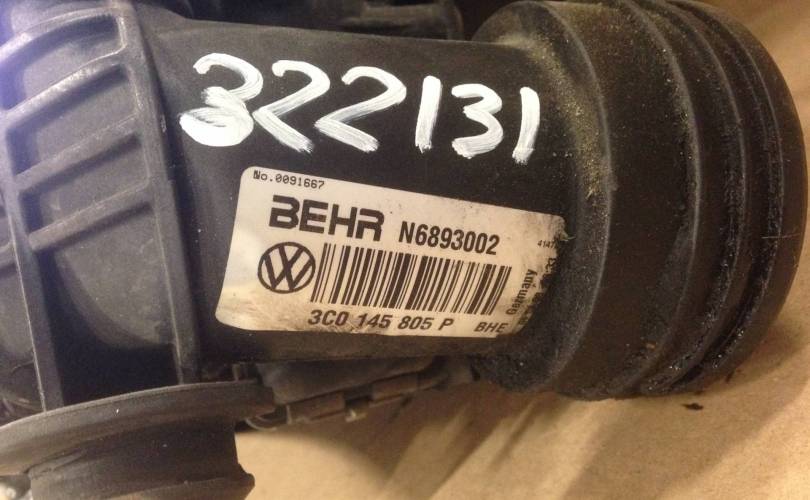 322131
No.0091667
BEHR N6893002
3C0 145 805 P BHE
Germany